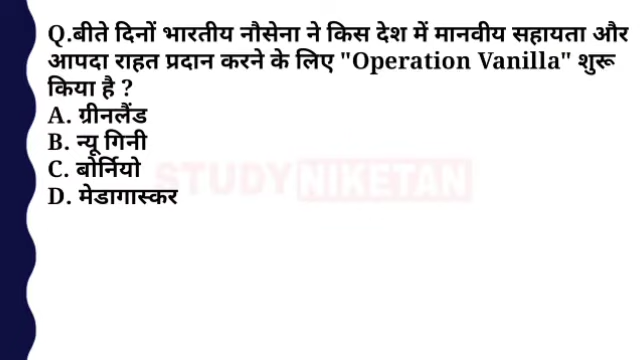 Q.बीते दिनों भारतीय नौसेना ने किस देश में मानवीय सहायता और
आपदा राहत प्रदान करने के लिए "Operation Vanilla" शुरू
किया है ?
A. ग्रीनलैंड
B. न्यू गिनी
C. बोर्नियो
D. मेडागास्कर
STUDY NIKETAN